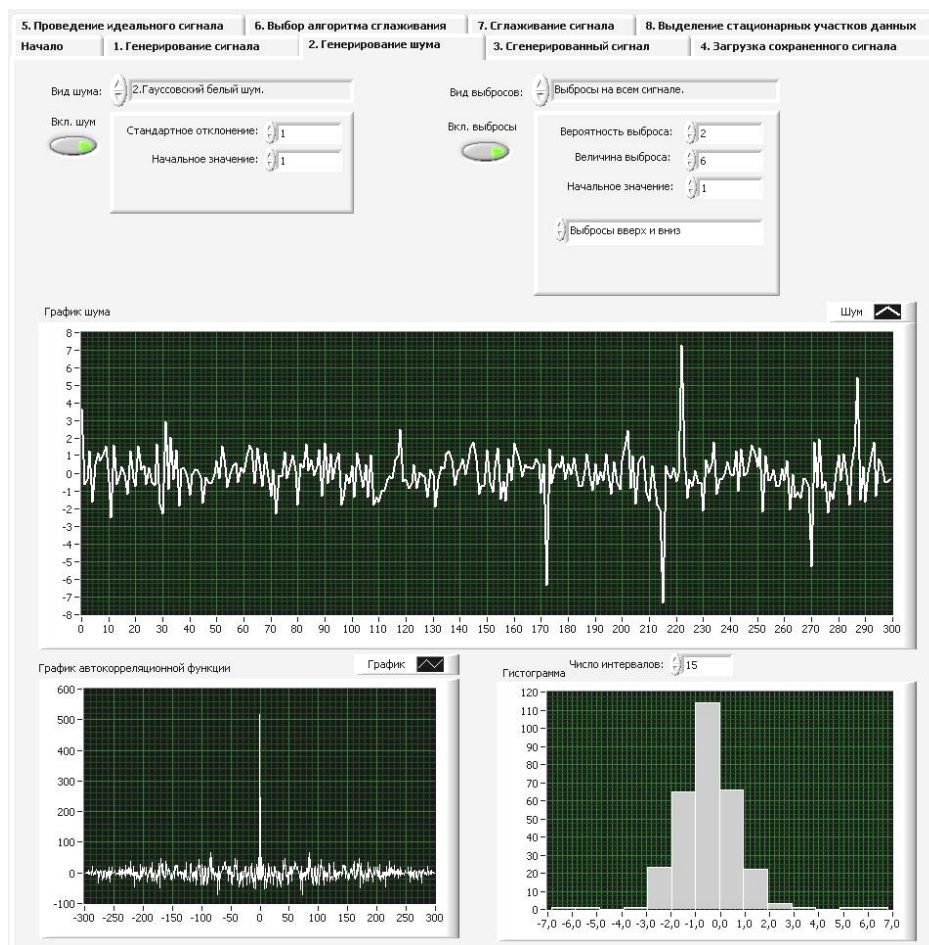 5. Проведение идеального сигнала 6. Выбор алгоритма сглаживания 7. Сглаживание сигнала 8. Выделение стационарных участков данных
Начало 1. Генерирование сигнала 2. Генерирование шума 3. Сгенерированный сигнал 4. Загрузка сохраненного сигнала
Вид шума: 2.Гауссовский белый шум. Вид выбросов: Выбросы на всем сигнале.
Вкл. шум Вкл. выбросы
Стандартное отклонение: 1 Вероятность выброса: 2
Начальное значение: 1 Величина выброса: 6
Начальное значение: 1
Выбросы вверх и вниз
График шума Шум
8
7
6
5
4
3
2
1
0
-1
-2
-3
-4
-5
-6
-7
-8
0 10 20 30 40 50 60 70 80 90 100 110 120 130 140 150 160 170 180 190 200 210 220 230 240 250 260 270 280 290 300
График автокорреляционной функции График
600
500
400
300
200
100
0
-100
-300 -250 -200 -150 -100 -50 0 50 100 150 200 250 300
Гистограмма Число интервалов: 15
120
110
100
90
80
70
60
50
40
30
20
10
0
-7,0 -6,0 -5,0 -4,0 -3,0 -2,0 -1,0 -0,0 1,0 2,0 3,0 4,0 5,0 6,0 7,0